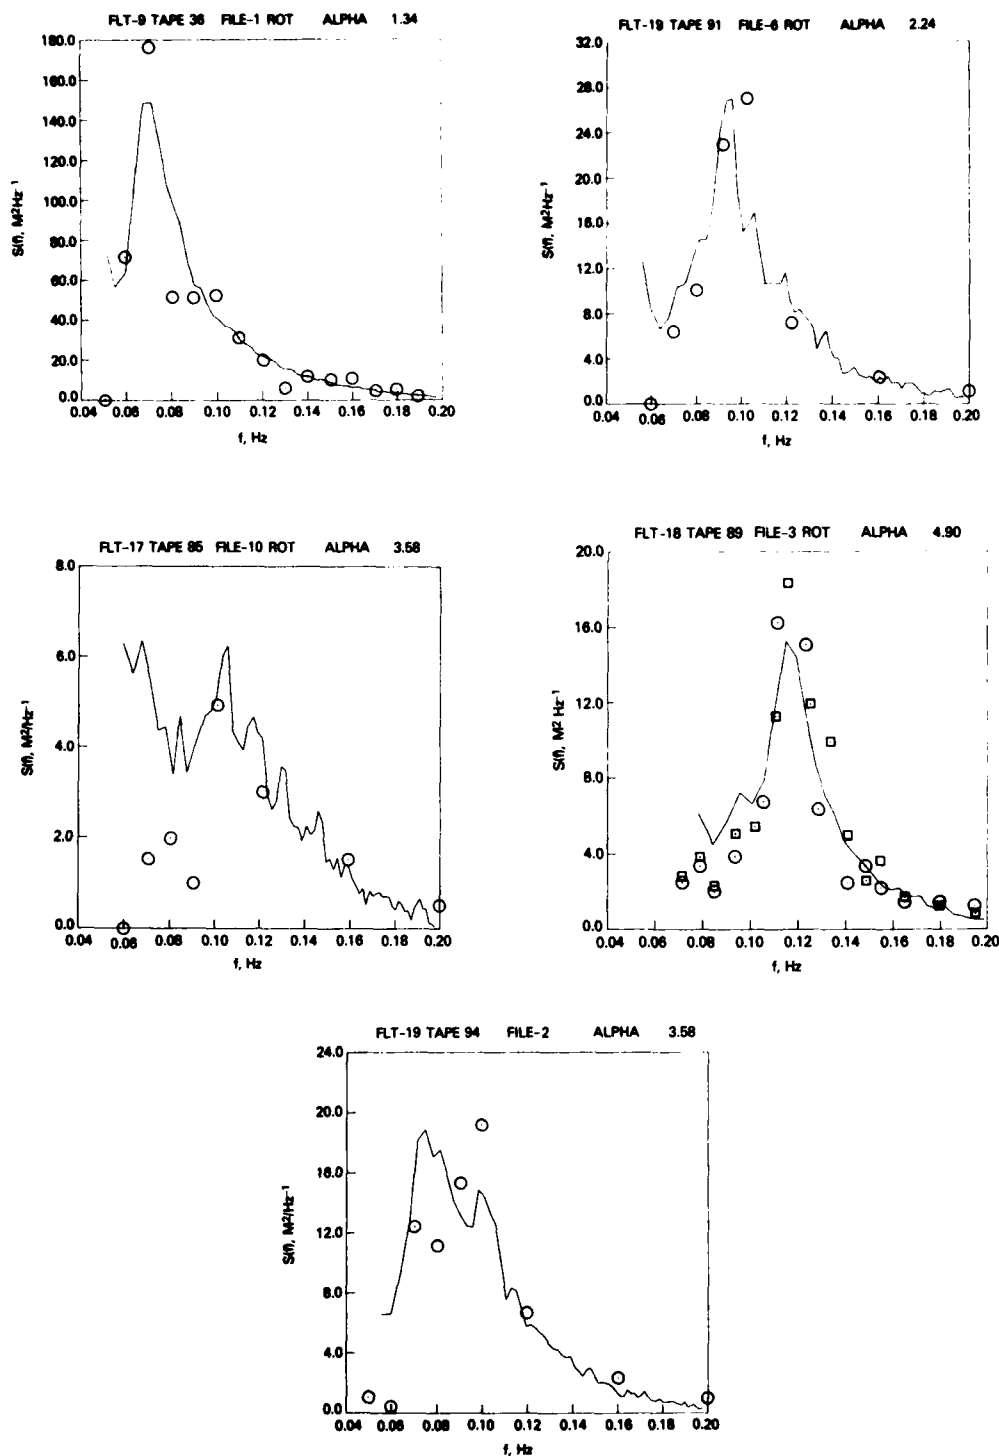 FLT-9 TAPE 36 FILE-1 ROT ALPHA 1.34
180.0
160.0
140.0
120.0
100.0
80.0
60.0
40.0
20.0
0.0
S(f), M²Hz⁻¹
0.04 0.06 0.08 0.10 0.12 0.14 0.16 0.18 0.20
f, Hz
FLT-19 TAPE 91 FILE-6 ROT ALPHA 2.24
32.0
28.0
24.0
20.0
16.0
12.0
8.0
4.0
0.0
S(f), M²Hz⁻¹
0.04 0.06 0.08 0.10 0.12 0.14 0.16 0.18 0.20
f, Hz
FLT-17 TAPE 85 FILE-10 ROT ALPHA 3.58
8.0
6.0
4.0
2.0
0.0
S(f), M²/Hz⁻¹
0.04 0.06 0.08 0.10 0.12 0.14 0.16 0.18 0.20
f, Hz
FLT-18 TAPE 89 FILE-3 ROT ALPHA 4.90
20.0
16.0
12.0
8.0
4.0
0.0
S(f), M² Hz⁻¹
0.04 0.06 0.08 0.10 0.12 0.14 0.16 0.18 0.20
f, Hz
FLT-19 TAPE 94 FILE-2 ALPHA 3.58
24.0
20.0
16.0
12.0
8.0
4.0
0.0
S(f), M²/Hz⁻¹
0.04 0.06 0.08 0.10 0.12 0.14 0.16 0.18 0.20
f, Hz